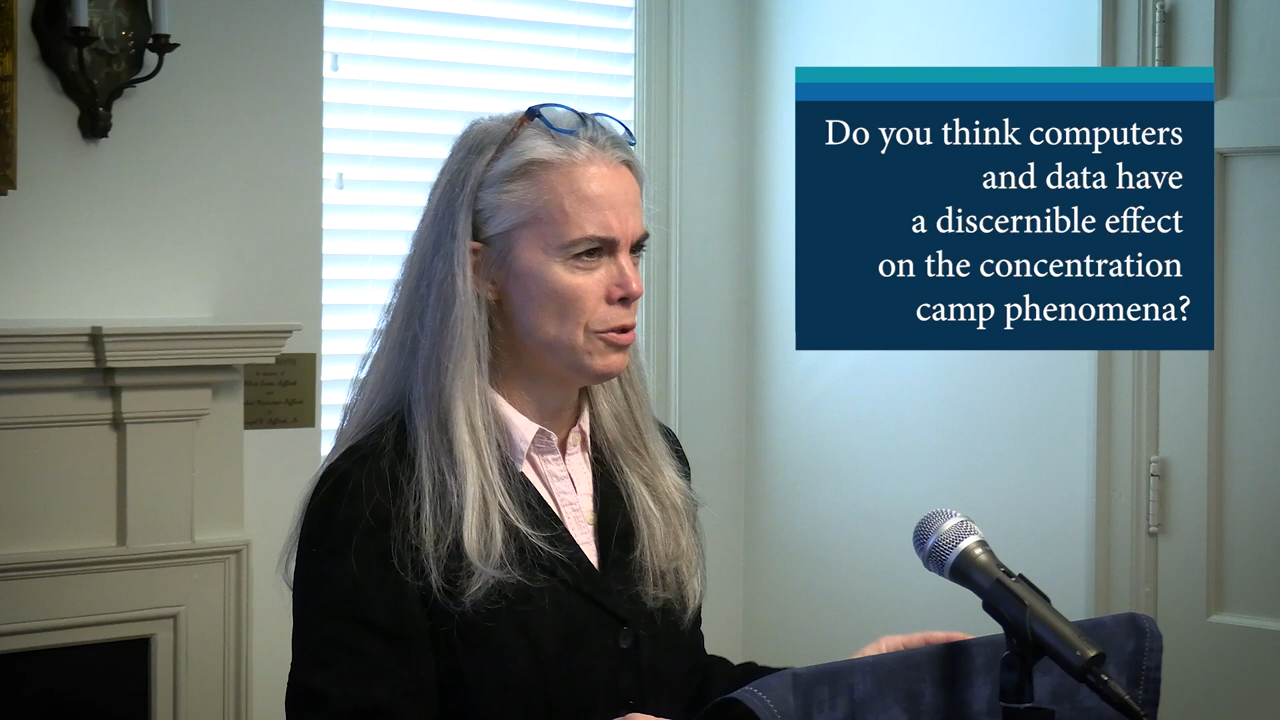 Do you think computers
and data have
a discernible effect
on the concentration
camp phenomena?